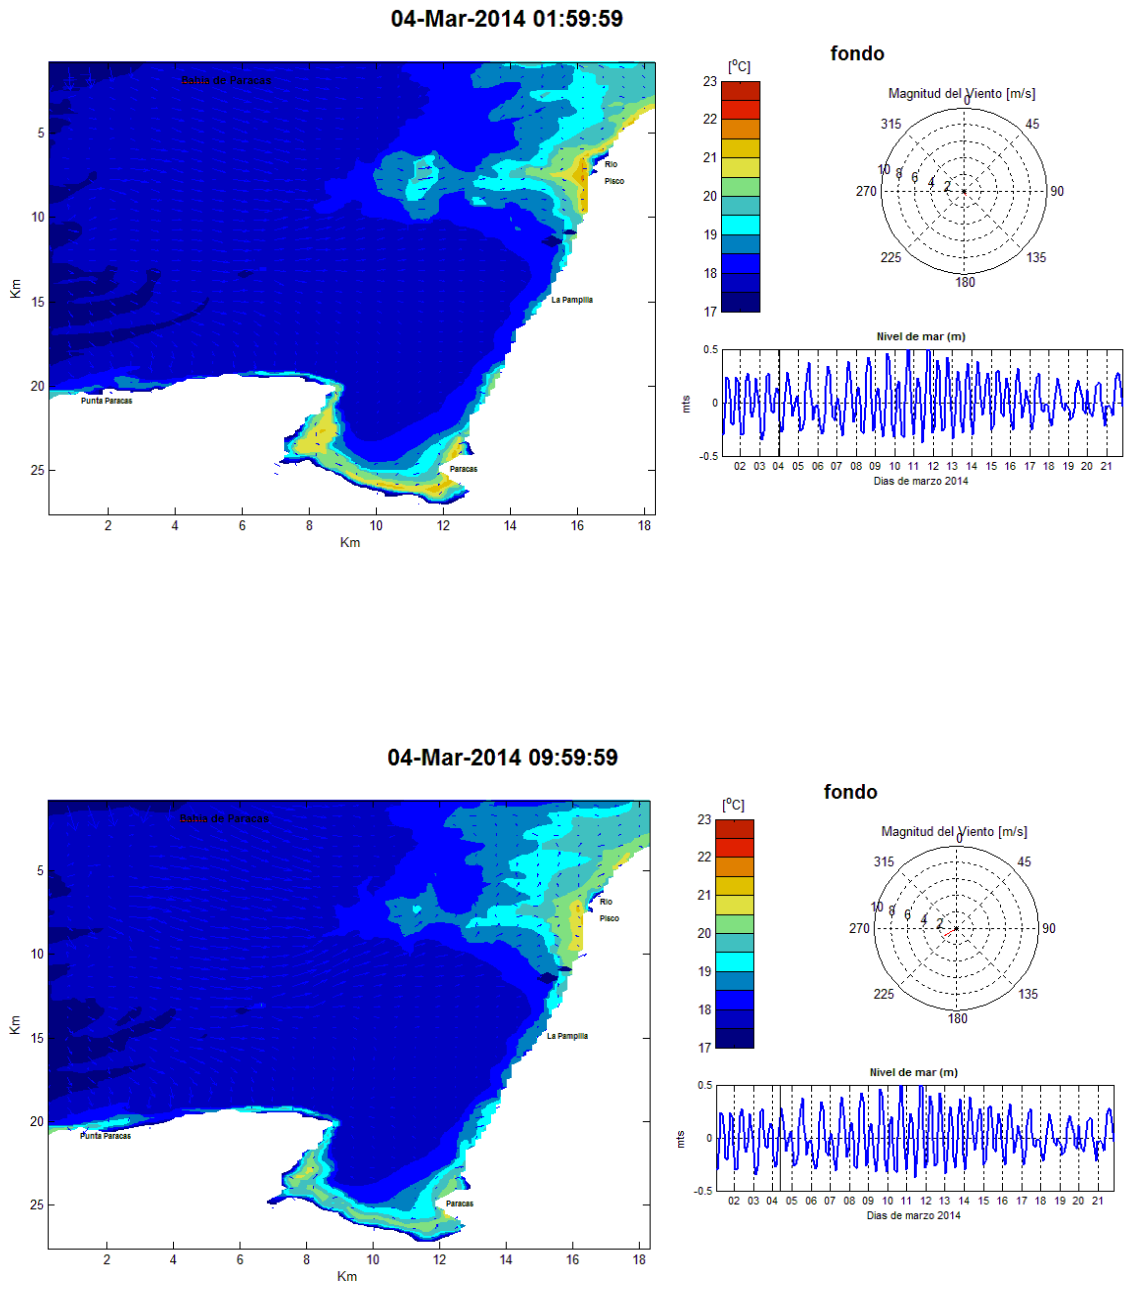 04-Mar-2014 01:59:59
fondo
[°C]
23
22
21
20
19
18
17
Magnitud del Viento [m/s]
0
45
90
135
180
225
270
315
10 8 6 4 2
Bahia de Paracas
Rio
Pisco
La Pampilla
Punta Paracas
Paracas
5
10
15
20
25
Km
2 4 6 8 10 12 14 16 18
Km
Nivel de mar (m)
0.5
0
-0.5
mts
02 03 04 05 06 07 08 09 10 11 12 13 14 15 16 17 18 19 20 21
Dias de marzo 2014
04-Mar-2014 09:59:59
fondo
[°C]
23
22
21
20
19
18
17
Magnitud del Viento [m/s]
0
45
90
135
180
225
270
315
10 8 6 4 2
Bahia de Paracas
Rio
Pisco
La Pampilla
Punta Paracas
Paracas
5
10
15
20
25
Km
2 4 6 8 10 12 14 16 18
Km
Nivel de mar (m)
0.5
0
-0.5
mts
02 03 04 05 06 07 08 09 10 11 12 13 14 15 16 17 18 19 20 21
Dias de marzo 2014